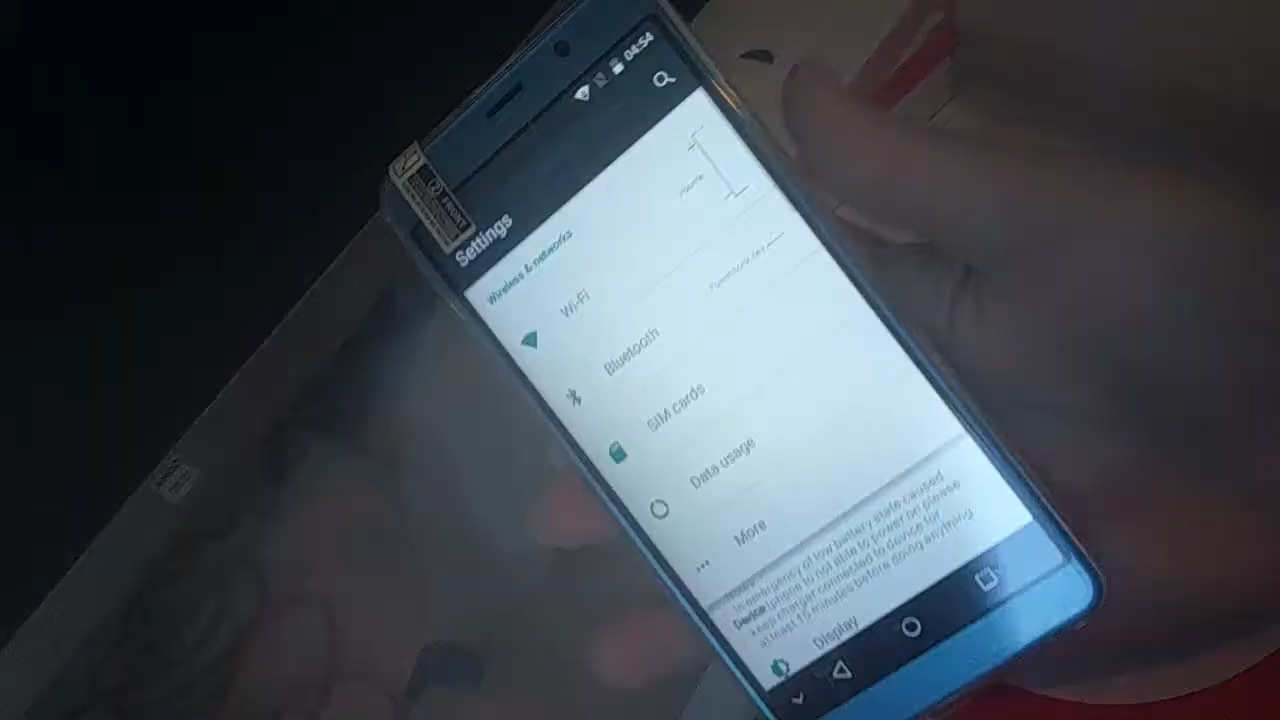 04:54
FRONT
Settings
Wireless & networks
Wi-Fi
Bluetooth
SIM cards
Data usage
More
In emergency of low battery state caused
phone to not able to power on please
keep charger connected to device for
at least 15 minutes before doing anything
Device
Display